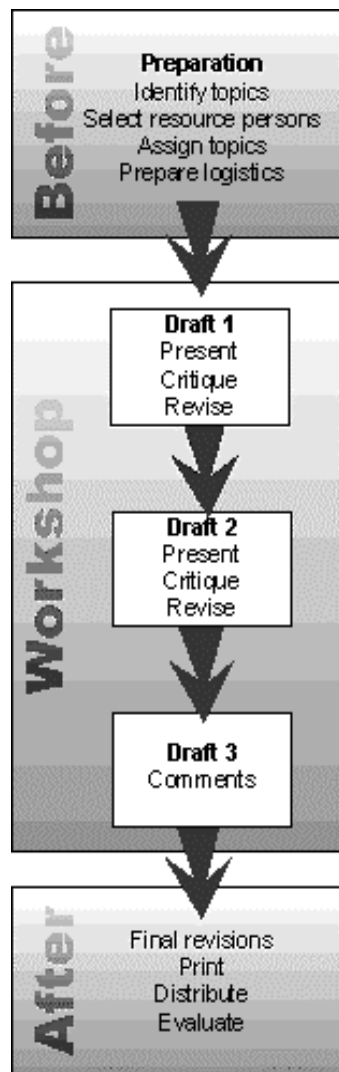 Before
Preparation
Identify topics
Select resource persons
Assign topics
Prepare logistics
Workshop
Draft 1
Present
Critique
Revise
Draft 2
Present
Critique
Revise
Draft 3
Comments
After
Final revisions
Print
Distribute
Evaluate